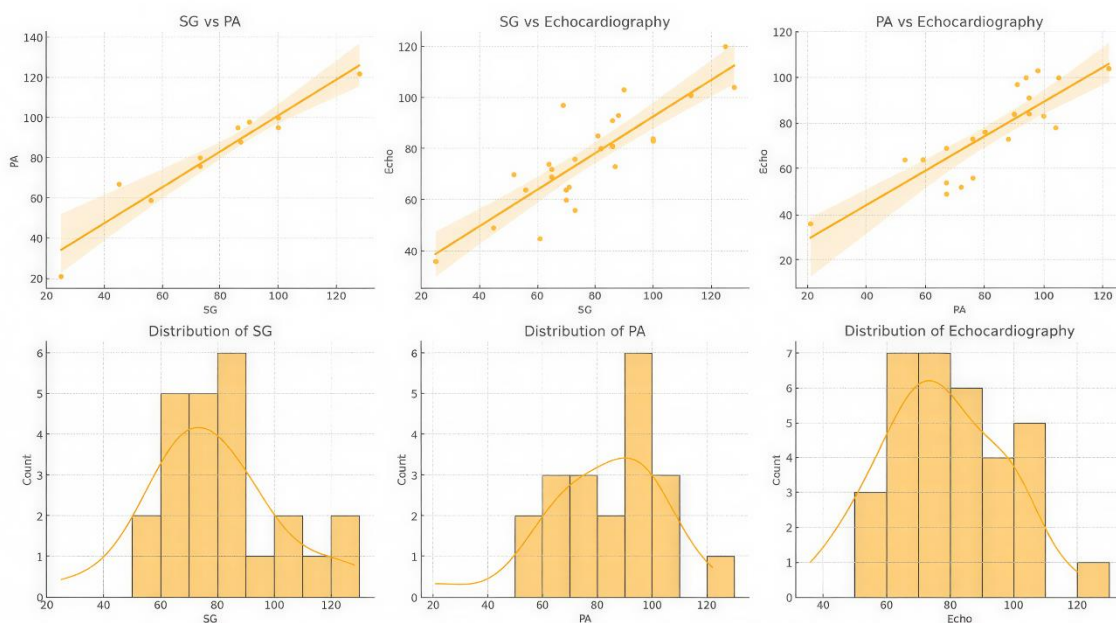 SG vs PA
140
120
100
80
60
40
20
PA
20 40 60 80 100 120
SG
SG vs Echocardiography
120
100
80
60
40
Echo
20 40 60 80 100 120
SG
PA vs Echocardiography
120
100
80
60
40
20
Echo
20 40 60 80 100 120
PA
Distribution of SG
6
5
4
3
2
1
0
Count
20 40 60 80 100 120
SG
Distribution of PA
6
5
4
3
2
1
0
Count
20 40 60 80 100 120
PA
Distribution of Echocardiography
7
6
5
4
3
2
1
0
Count
40 60 80 100 120
Echo